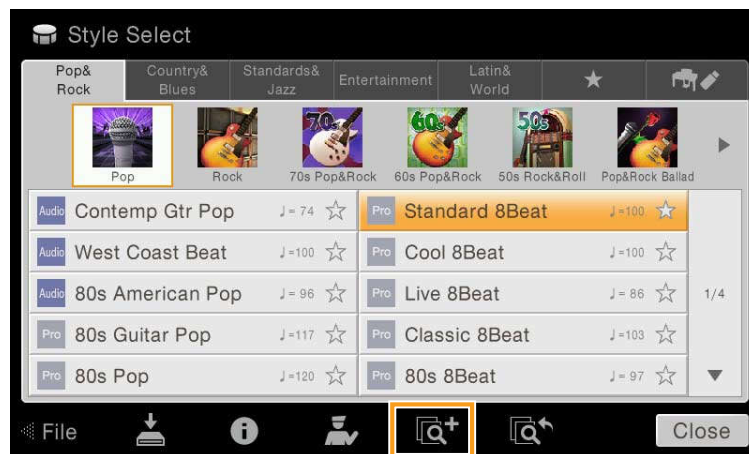 Style Select
Pop& Rock
Country& Blues
Standards& Jazz
Entertainment
Latin& World
70s
60s
50s
Pop
Rock
70s Pop&Rock
60s Pop&Rock
50s Rock&Roll
Pop&Rock Ballad
Audio Contemp Gtr Pop ♩= 74
Pro Standard 8Beat ♩=100
Audio West Coast Beat ♩=100
Pro Cool 8Beat ♩=100
Audio 80s American Pop ♩= 96
Pro Live 8Beat ♩= 86
1/4
Pro 80s Guitar Pop ♩=117
Pro Classic 8Beat ♩=103
Pro 80s Pop ♩=120
Pro 80s 8Beat ♩= 97
File
Close